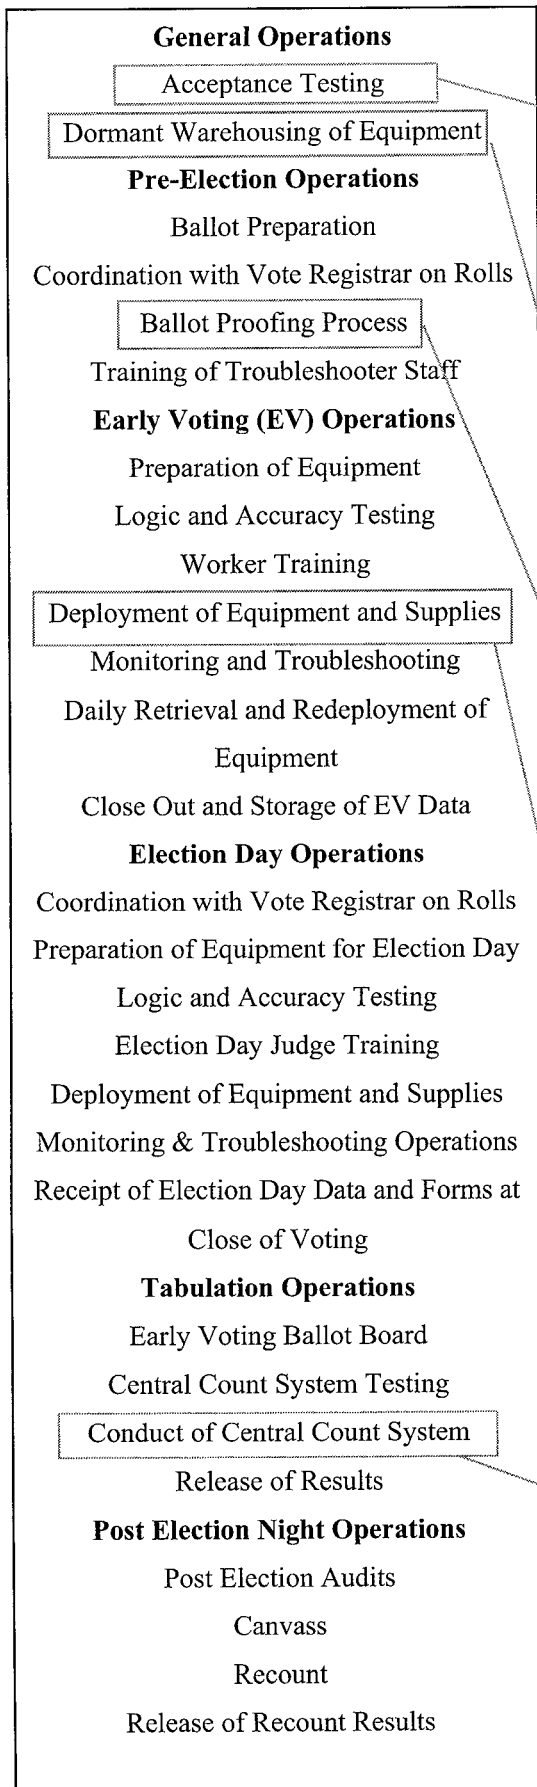 General Operations
Acceptance Testing
Dormant Warehousing of Equipment
Pre-Election Operations
Ballot Preparation
Coordination with Vote Registrar on Rolls
Ballot Proofing Process
Training of Troubleshooter Staff
Early Voting (EV) Operations
Preparation of Equipment
Logic and Accuracy Testing
Worker Training
Deployment of Equipment and Supplies
Monitoring and Troubleshooting
Daily Retrieval and Redeployment of
Equipment
Close Out and Storage of EV Data
Election Day Operations
Coordination with Vote Registrar on Rolls
Preparation of Equipment for Election Day
Logic and Accuracy Testing
Election Day Judge Training
Deployment of Equipment and Supplies
Monitoring & Troubleshooting Operations
Receipt of Election Day Data and Forms at
Close of Voting
Tabulation Operations
Early Voting Ballot Board
Central Count System Testing
Conduct of Central Count System
Release of Results
Post Election Night Operations
Post Election Audits
Canvass
Recount
Release of Recount Results